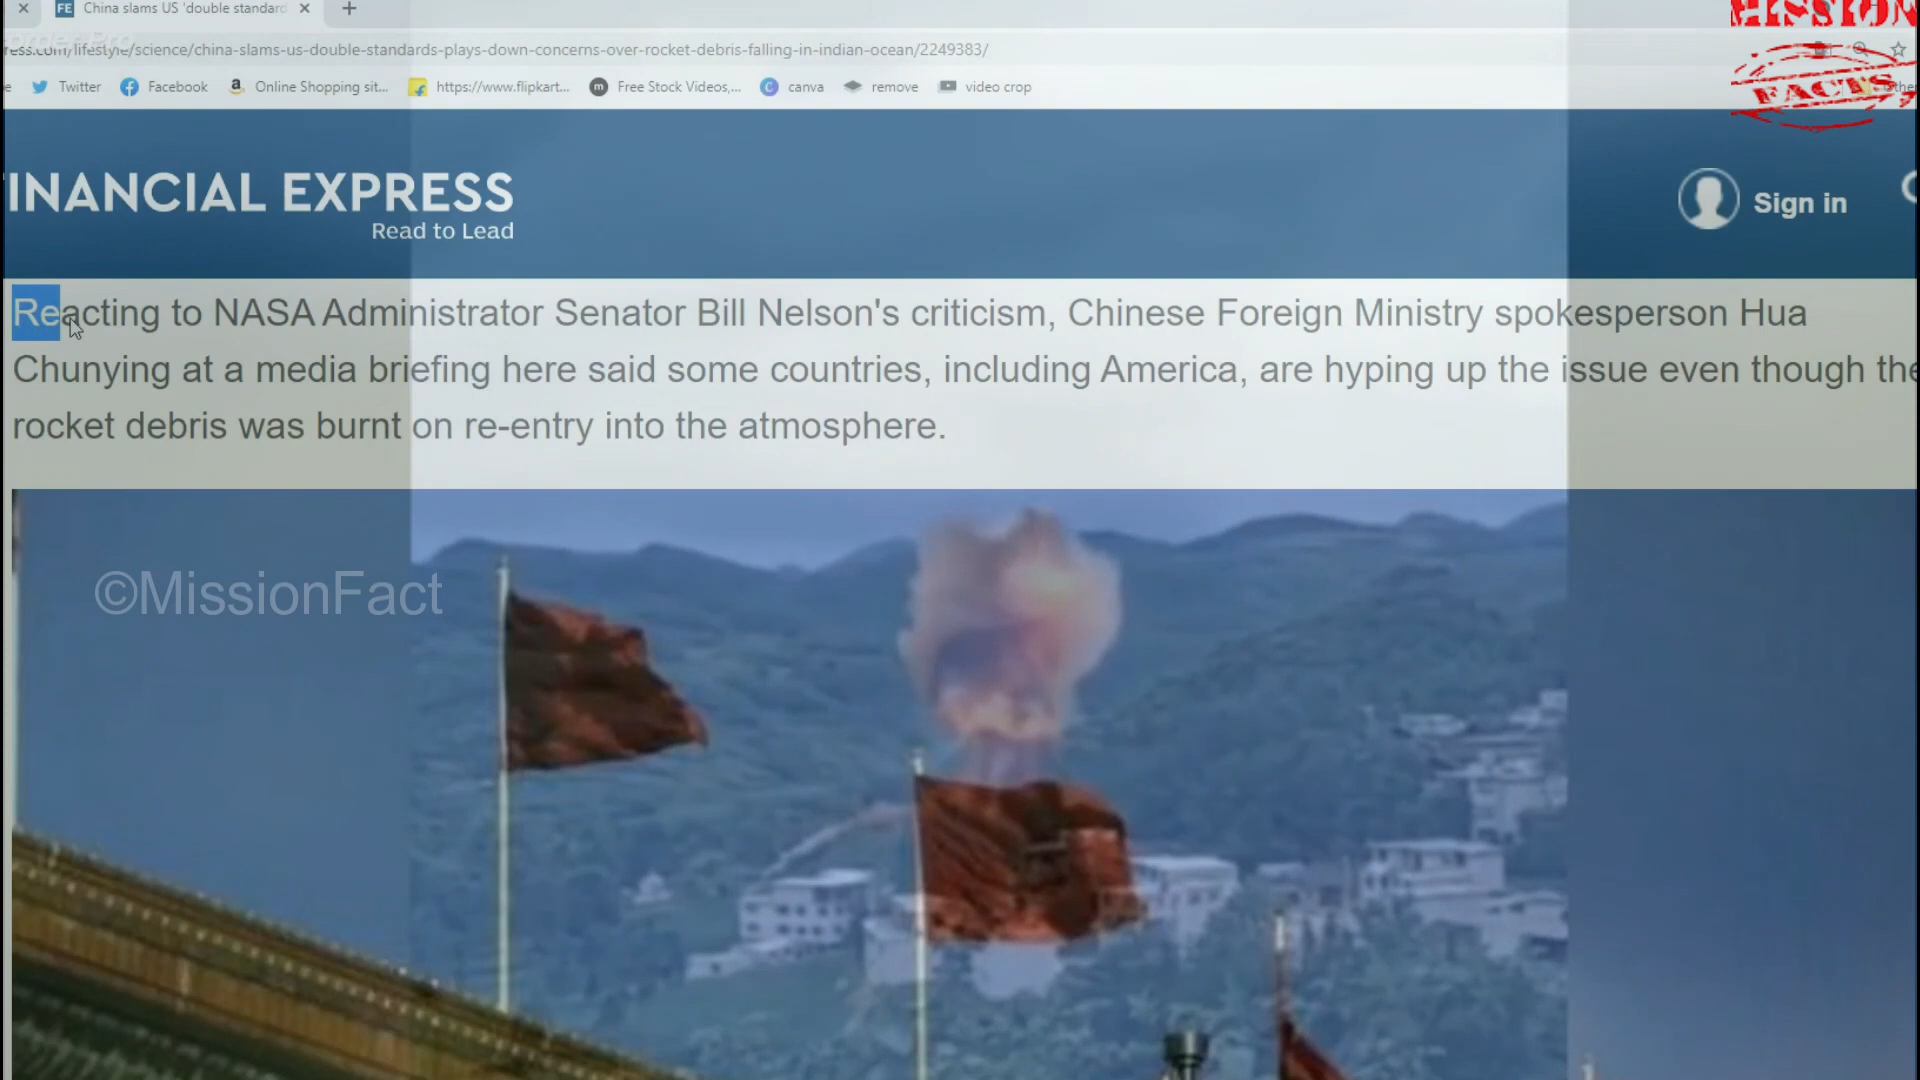 China slams US 'double standard
ress.com/lifestyle/science/china-slams-us-double-standards-plays-down-concerns-over-rocket-debris-falling-in-indian-ocean/2249383/
MISSION
FACTS
e Twitter Facebook Online Shopping sit... https://www.flipkart... Free Stock Videos,... canva remove video crop
INANCIAL EXPRESS
Read to Lead
Sign in
Reacting to NASA Administrator Senator Bill Nelson's criticism, Chinese Foreign Ministry spokesperson Hua
Chunying at a media briefing here said some countries, including America, are hyping up the issue even though the
rocket debris was burnt on re-entry into the atmosphere.
©MissionFact